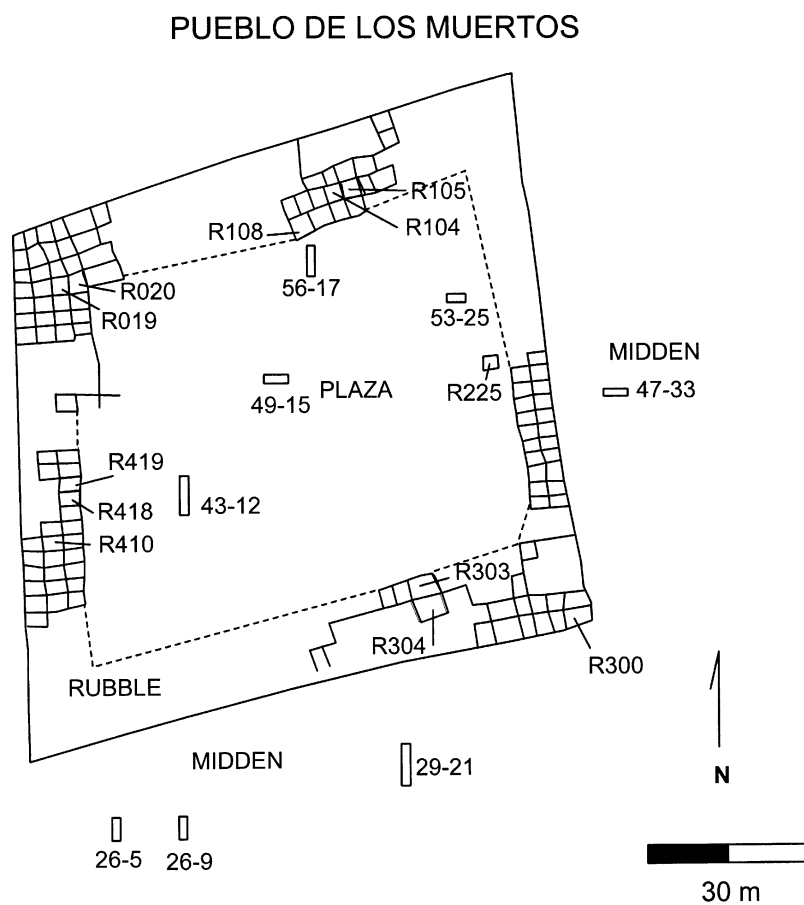 PUEBLO DE LOS MUERTOS
R105
R104
R108
56-17
R020
R019
53-25
MIDDEN
47-33
R225
PLAZA
49-15
R419
R418
43-12
R410
R303
R304
R300
RUBBLE
MIDDEN
29-21
N
26-5
26-9
30 m